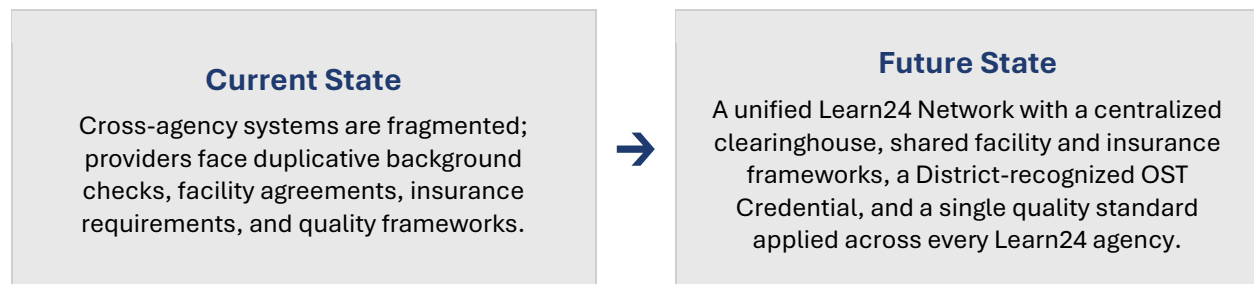 Current State
Cross-agency systems are fragmented;
providers face duplicative background
checks, facility agreements, insurance
requirements, and quality frameworks.
→
Future State
A unified Learn24 Network with a centralized
clearinghouse, shared facility and insurance
frameworks, a District-recognized OST
Credential, and a single quality standard
applied across every Learn24 agency.